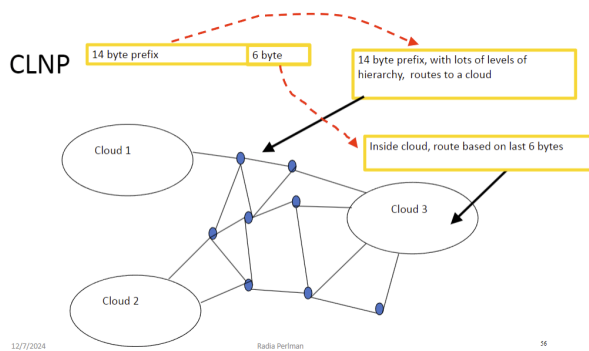 CLNP
14 byte prefix
6 byte
14 byte prefix, with lots of levels of
hierarchy, routes to a cloud
Inside cloud, route based on last 6 bytes
Cloud 1
Cloud 3
Cloud 2
12/7/2024
Radia Perlman
56